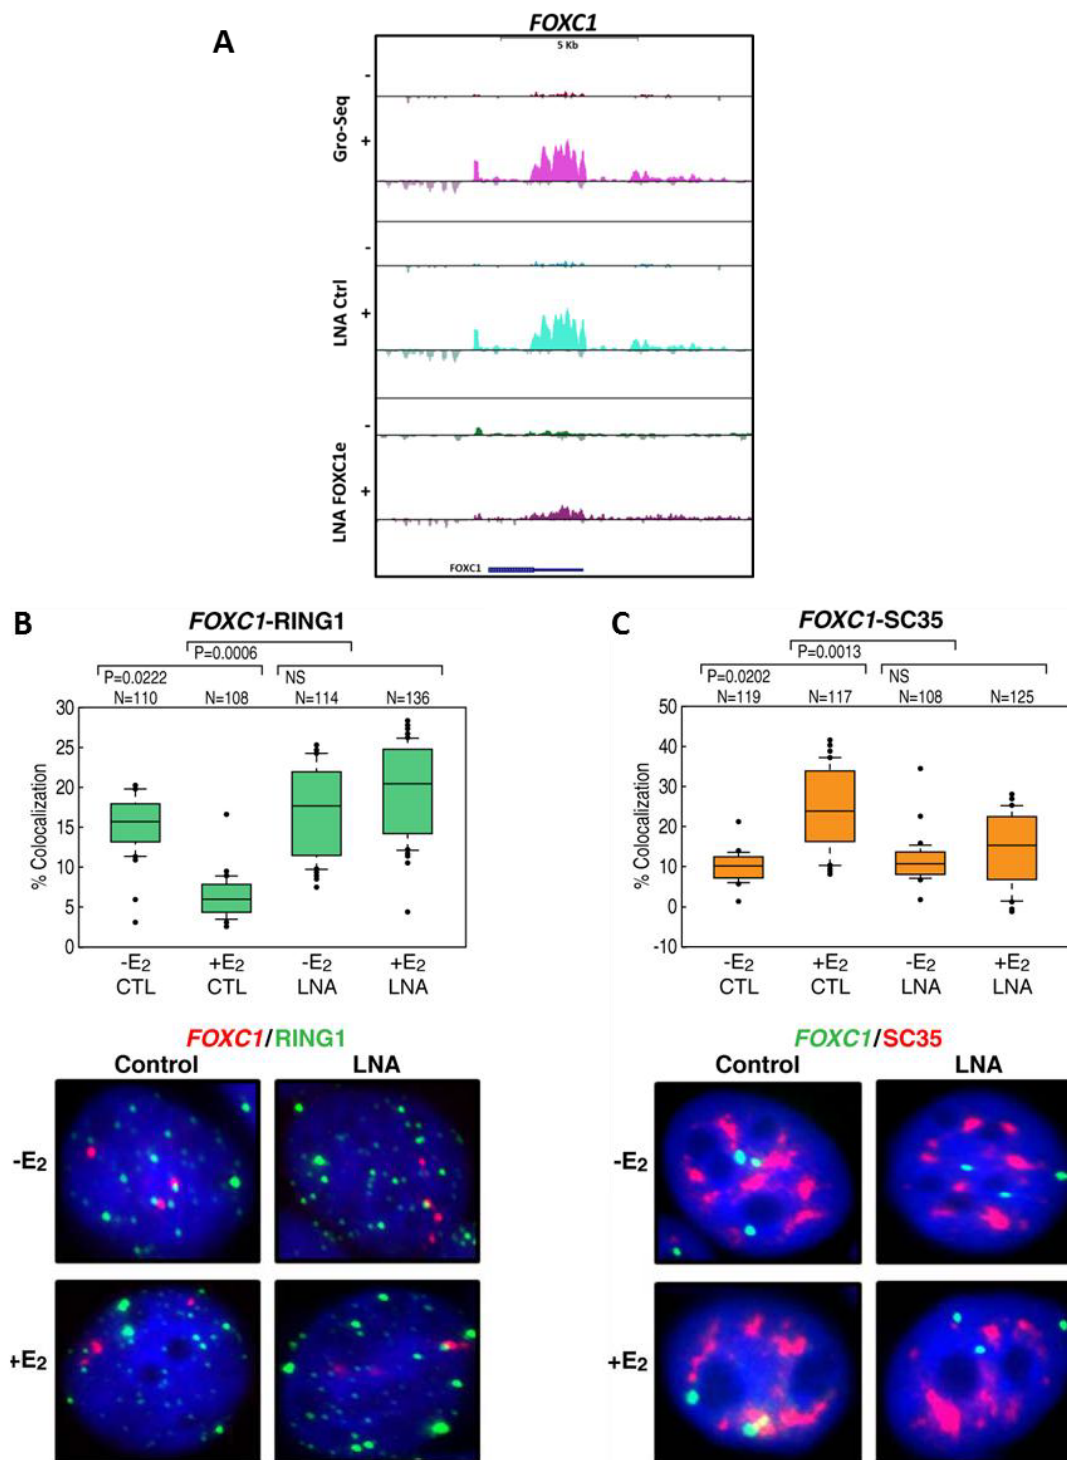 A
FOXC1
5 Kb
Gro-Seq
-
+
LNA Ctrl
-
+
LNA FOXC1e
-
+
FOXC1
B
FOXC1-RING1
P=0.0006
P=0.0222
NS
N=110 N=108 N=114 N=136
% Colocalization
30
25
20
15
10
5
0
-E2 +E2 -E2 +E2
CTL CTL LNA LNA
FOXC1/RING1
Control LNA
-E2
+E2
C
FOXC1-SC35
P=0.0013
P=0.0202
NS
N=119 N=117 N=108 N=125
% Colocalization
50
40
30
20
10
0
-10
-E2 +E2 -E2 +E2
CTL CTL LNA LNA
FOXC1/SC35
Control LNA
-E2
+E2